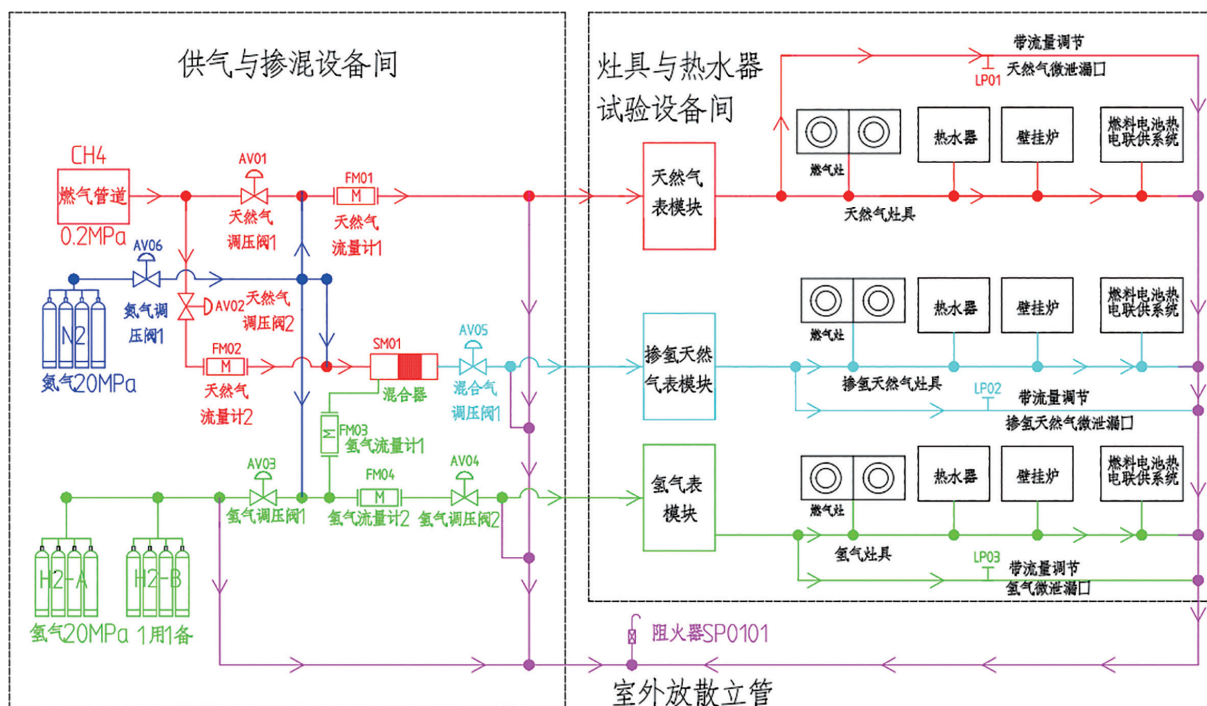 供气与掺混设备间
灶具与热水器
试验设备间
带流量调节
LP01
天然气微泄漏口
燃气灶
热水器
壁挂炉
燃料电池热
电联供系统
天然气
表模块
天然气灶具
CH4
燃气管道
0.2MPa
AV01
天然气
调压阀1
FM01
天然气
流量计1
AV06
氮气调
压阀1
N2
氮气20MPa
AV02
天然气
调压阀2
FM02
天然气
流量计2
SM01
混合器
AV05
混合气
调压阀1
掺氢天然
气表模块
燃气灶
热水器
壁挂炉
燃料电池热
电联供系统
掺氢天然气灶具
LP02
带流量调节
掺氢天然气微泄漏口
FM03
氢气流量计1
AV03
氢气调压阀1
FM04
氢气流量计2
AV04
氢气调压阀2
氢气表
模块
燃气灶
热水器
壁挂炉
燃料电池热
电联供系统
氢气灶具
LP03
带流量调节
氢气微泄漏口
H2-A
H2-B
氢气20MPa 1用1备
阻火器SP0101
室外放散立管
M
M
M
M